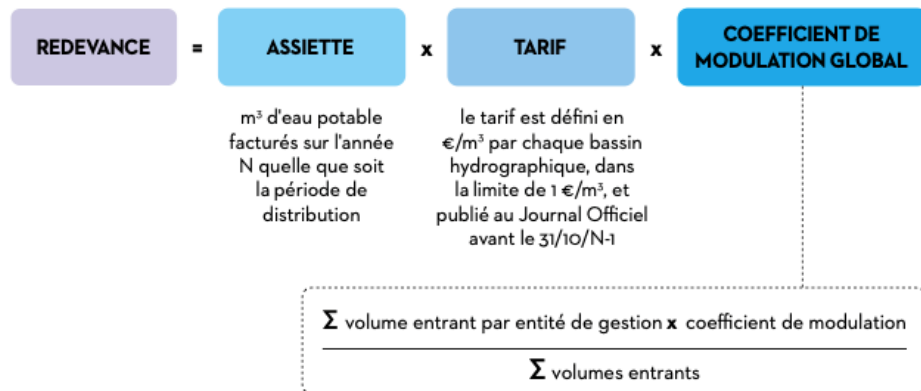 REDEVANCE = ASSIETTE x TARIF x COEFFICIENT DE
MODULATION GLOBAL
m³ d'eau potable
facturés sur l'année
N quelle que soit
la période de
distribution
le tarif est défini en
€/m³ par chaque bassin
hydrographique, dans
la limite de 1 €/m³, et
publié au Journal Officiel
avant le 31/10/N-1
Σ volume entrant par entité de gestion x coefficient de modulation
Σ volumes entrants